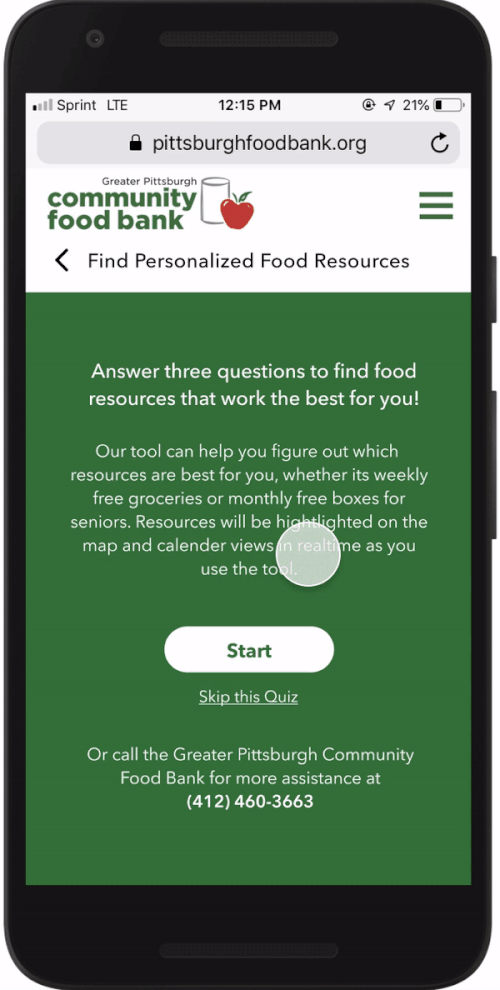 Sprint LTE 12:15 PM 21%
pittsburghfoodbank.org
Greater Pittsburgh
community
food bank
Find Personalized Food Resources
Answer three questions to find food
resources that work the best for you!
Our tool can help you figure out which
resources are best for you, whether its weekly
free groceries or monthly free boxes for
seniors. Resources will be hightlighted on the
map and calender views in realtime as you
use the tool.
Start
Skip this Quiz
Or call the Greater Pittsburgh Community
Food Bank for more assistance at
(412) 460-3663